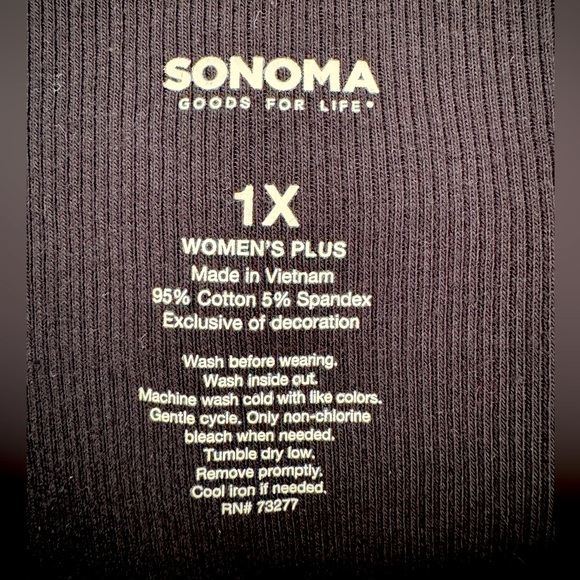 SONOMA
GOODS FOR LIFE®
1X
WOMEN'S PLUS
Made in Vietnam
95% Cotton 5% Spandex
Exclusive of decoration
Wash before wearing.
Wash inside out.
Machine wash cold with like colors.
Gentle cycle. Only non-chlorine
bleach when needed.
Tumble dry low.
Remove promptly.
Cool iron if needed.
RN# 73277